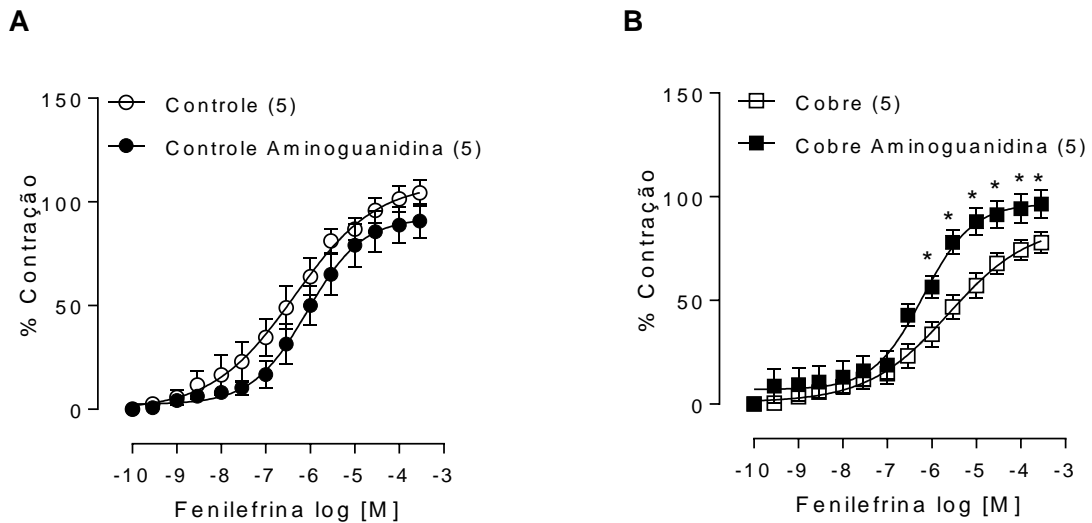 A
150
Controle (5)
Controle Aminoguanidina (5)
100
50
0
% Contração
-10 -9 -8 -7 -6 -5 -4 -3
Fenilefrina log [M]
B
150
Cobre (5)
Cobre Aminoguanidina (5)
100
50
0
% Contração
* * * * * *
-10 -9 -8 -7 -6 -5 -4 -3
Fenilefrina log [M]